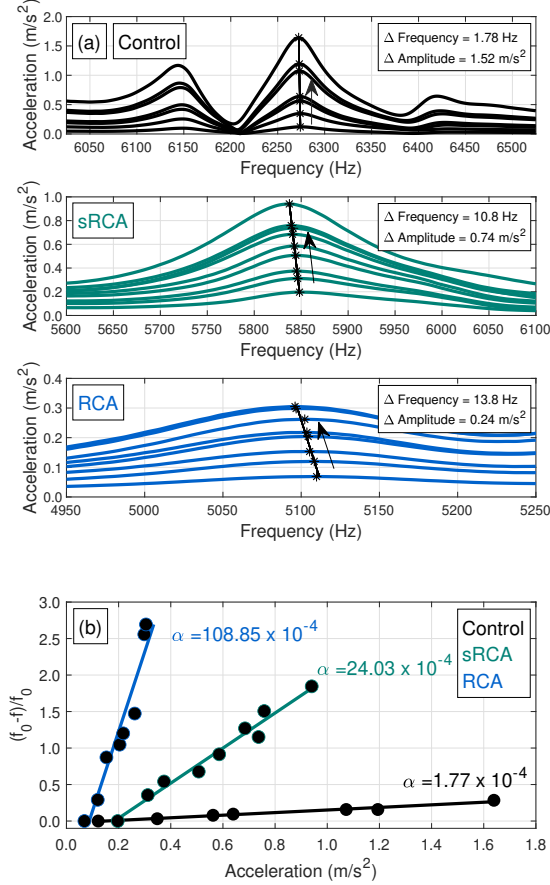 (a) Control
Δ Frequency = 1.78 Hz
Δ Amplitude = 1.52 m/s²
Acceleration (m/s²)
2.0
1.5
1.0
0.5
0.0
6050 6100 6150 6200 6250 6300 6350 6400 6450 6500
Frequency (Hz)
sRCA
Δ Frequency = 10.8 Hz
Δ Amplitude = 0.74 m/s²
Acceleration (m/s²)
1.0
0.8
0.6
0.4
0.2
0.0
5600 5650 5700 5750 5800 5850 5900 5950 6000 6050 6100
Frequency (Hz)
RCA
Δ Frequency = 13.8 Hz
Δ Amplitude = 0.24 m/s²
Acceleration (m/s²)
0.4
0.3
0.2
0.1
0.0
4950 5000 5050 5100 5150 5200 5250
Frequency (Hz)
(b)
α =108.85 x 10⁻⁴
α =24.03 x 10⁻⁴
α =1.77 x 10⁻⁴
Control
sRCA
RCA
(f₀-f)/f₀
3.0
2.5
2.0
1.5
1.0
0.5
0.0
0.0 0.2 0.4 0.6 0.8 1.0 1.2 1.4 1.6 1.8
Acceleration (m/s²)